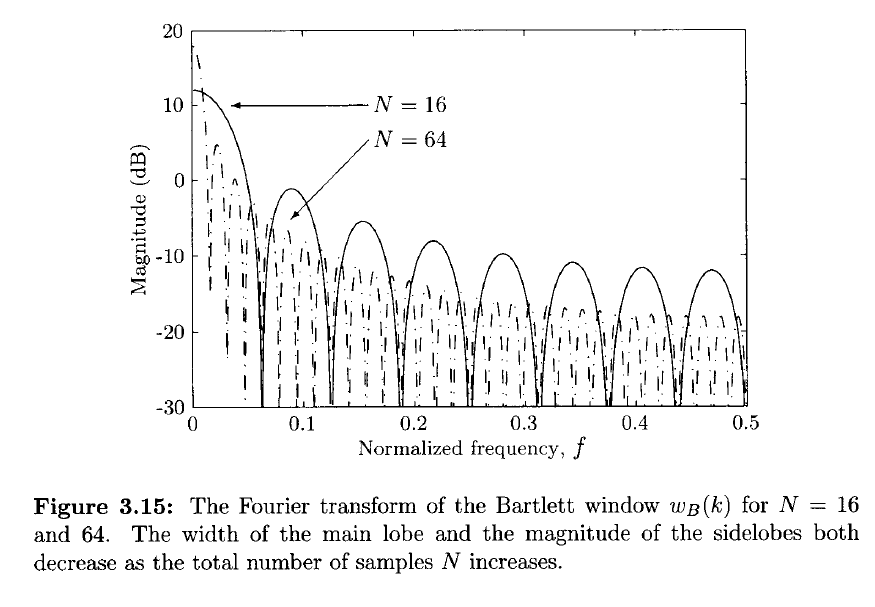 20
10
0
-10
-20
-30
Magnitude (dB)
N = 16
N = 64
0 0.1 0.2 0.3 0.4 0.5
Normalized frequency, f
Figure 3.15: The Fourier transform of the Bartlett window w_B(k) for N = 16
and 64. The width of the main lobe and the magnitude of the sidelobes both
decrease as the total number of samples N increases.